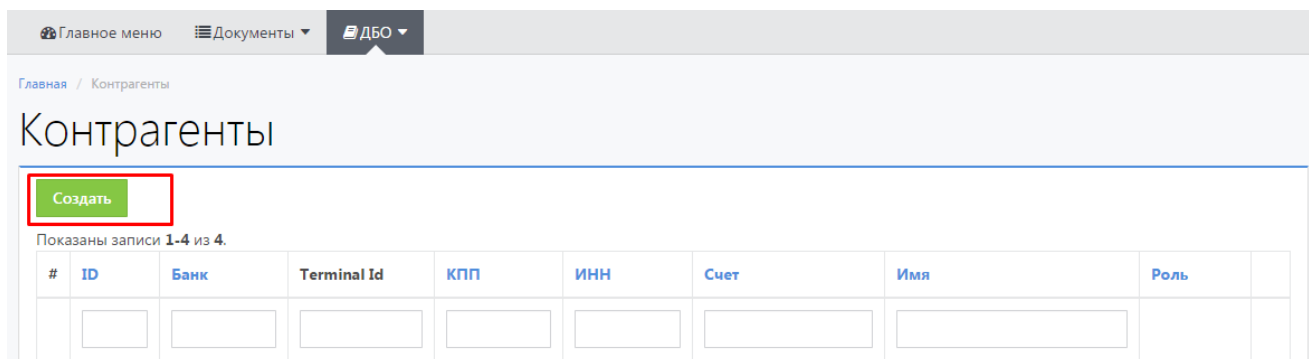 Главное меню Документы ДБО
Главная / Контрагенты
Контрагенты
Создать
Показаны записи 1-4 из 4.
# ID Банк Terminal Id КПП ИНН Счет Имя Роль